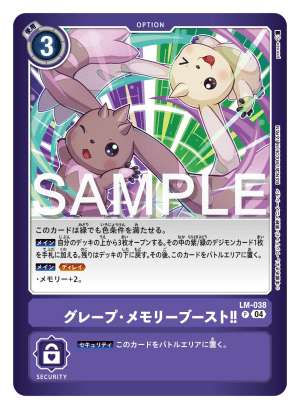 OPTION
3
SAMPLE
このカードは緑でも色条件を満たせる。
メイン 自分のデッキの上から3枚オープンする。その中の紫/緑のデジモンカード1枚
を手札に加える。残りはデッキの下に戻す。その後、このカードをバトルエリアに置く。
メイン ディレイ
・メモリー+2。
LM-038
グレープ・メモリーブースト!!
P 04
セキュリティ このカードをバトルエリアに置く。
SECURITY